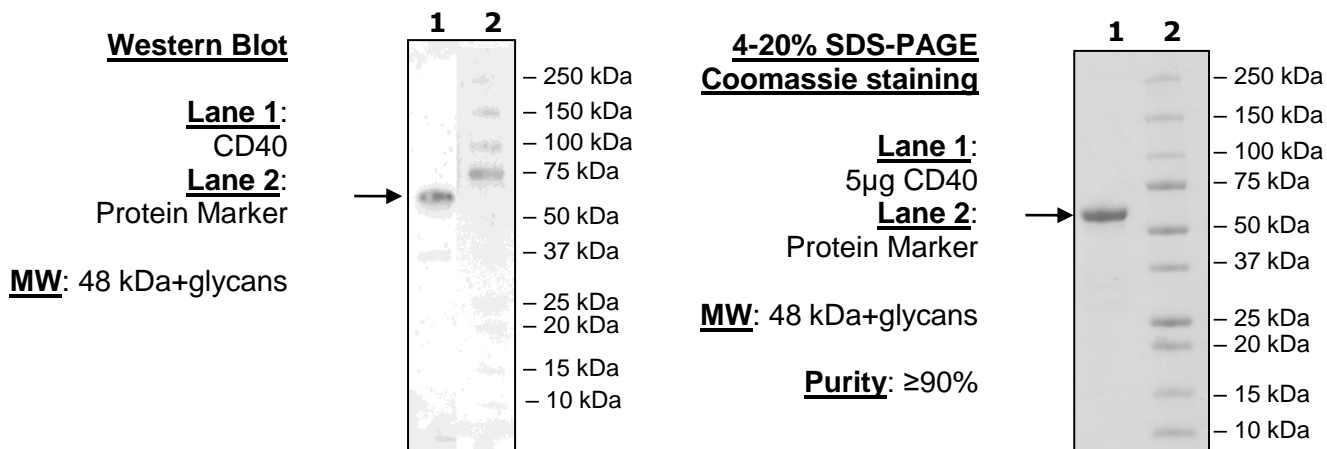 Western Blot
Lane 1:
CD40
Lane 2:
Protein Marker
MW: 48 kDa+glycans
1 2
– 250 kDa
– 150 kDa
– 100 kDa
– 75 kDa
– 50 kDa
– 37 kDa
– 25 kDa
– 20 kDa
– 15 kDa
– 10 kDa
4-20% SDS-PAGE
Coomassie staining
Lane 1:
5µg CD40
Lane 2:
Protein Marker
MW: 48 kDa+glycans
Purity: ≥90%
1 2
– 250 kDa
– 150 kDa
– 100 kDa
– 75 kDa
– 50 kDa
– 37 kDa
– 25 kDa
– 20 kDa
– 15 kDa
– 10 kDa